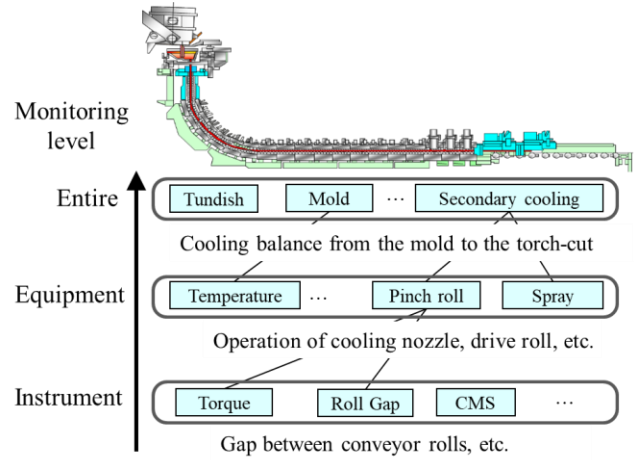 Monitoring
level
Entire
Tundish Mold ... Secondary cooling
Cooling balance from the mold to the torch-cut
Equipment
Temperature ... Pinch roll Spray
Operation of cooling nozzle, drive roll, etc.
Instrument
Torque Roll Gap CMS ...
Gap between conveyor rolls, etc.